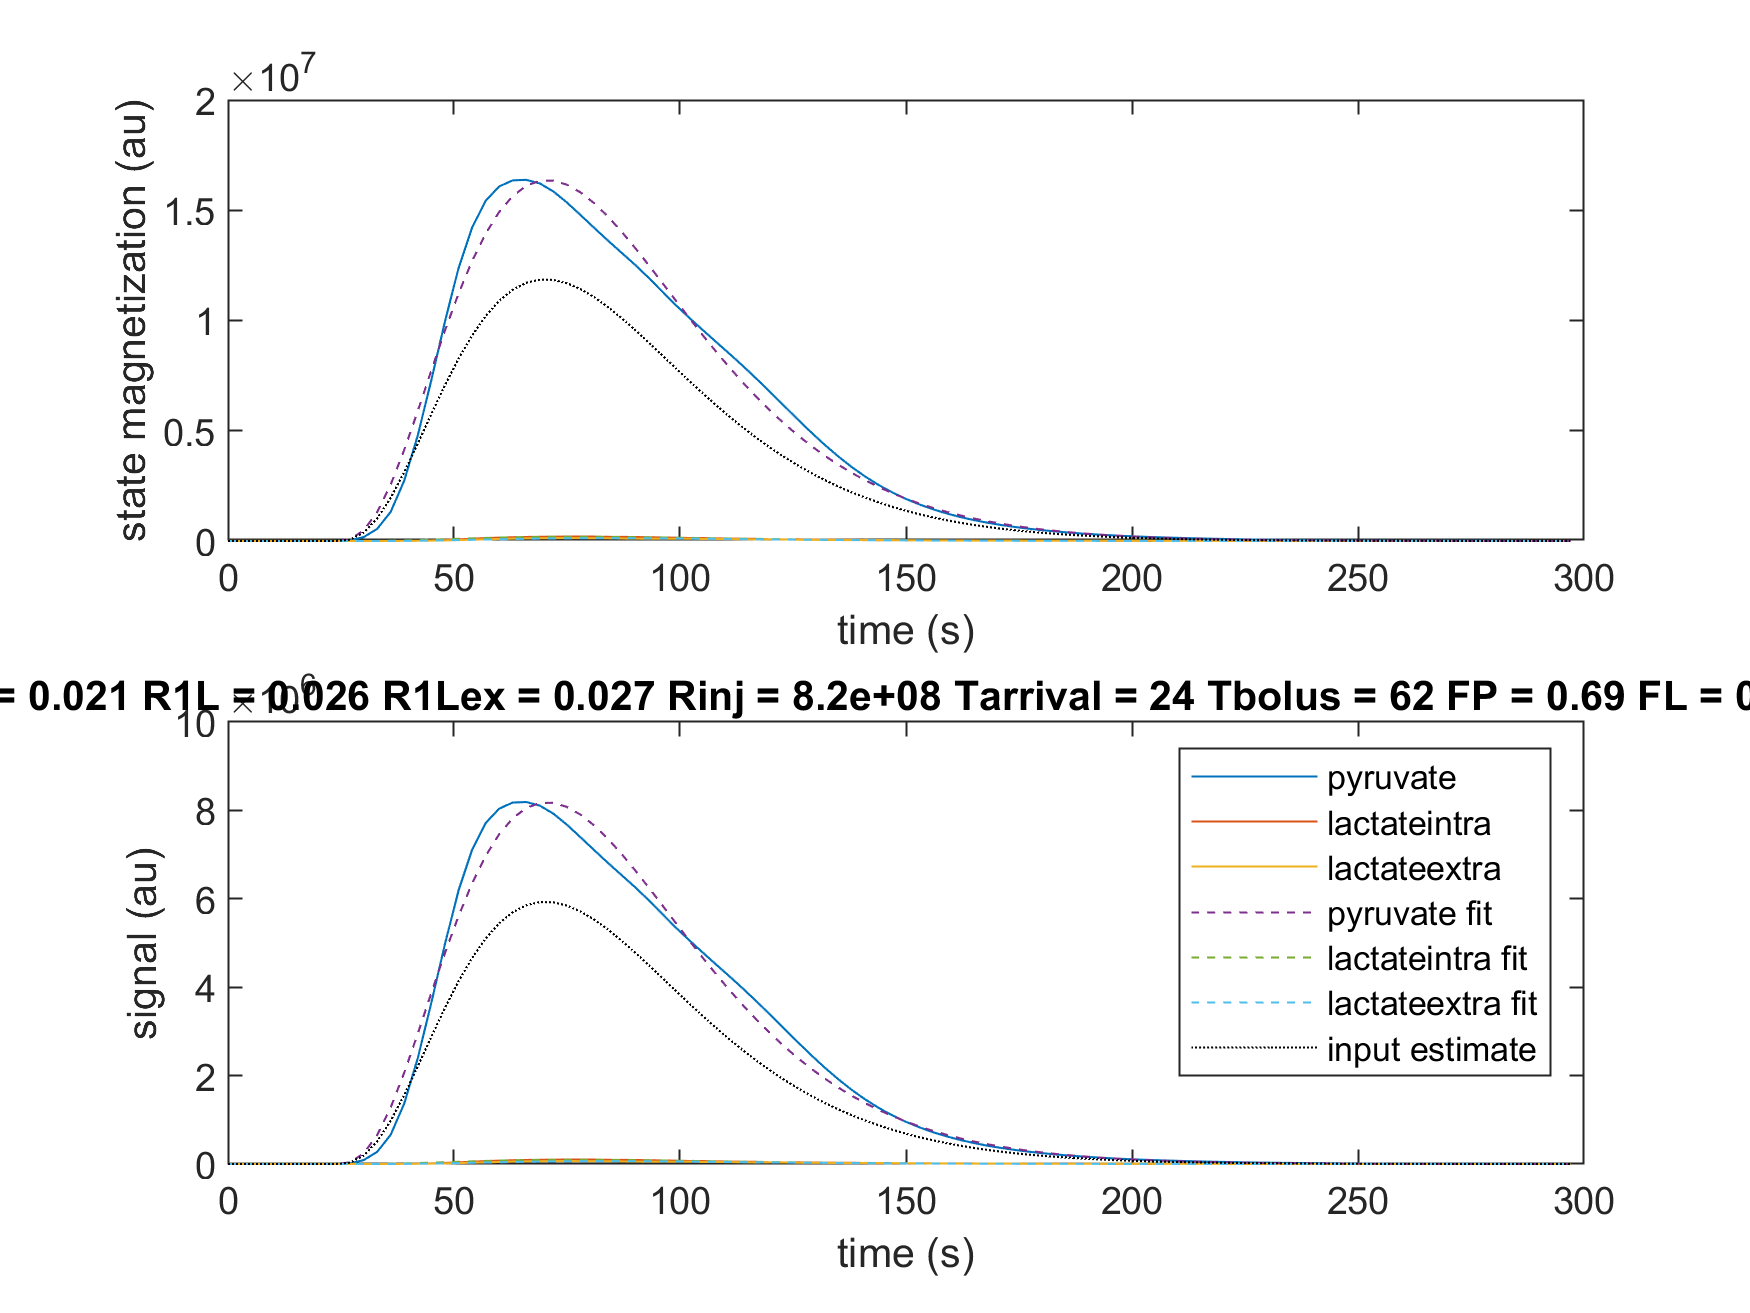 ×10^7
2
1.5
1
0.5
0
state magnetization (au)
0 50 100 150 200 250 300
time (s)
= 0.021 R1L = 0.026 R1Lex = 0.027 Rinj = 8.2e+08 Tarrival = 24 Tbolus = 62 FP = 0.69 FL = 0
×10^6
10
8
6
4
2
0
signal (au)
pyruvate
lactateintra
lactateextra
pyruvate fit
lactateintra fit
lactateextra fit
input estimate
0 50 100 150 200 250 300
time (s)